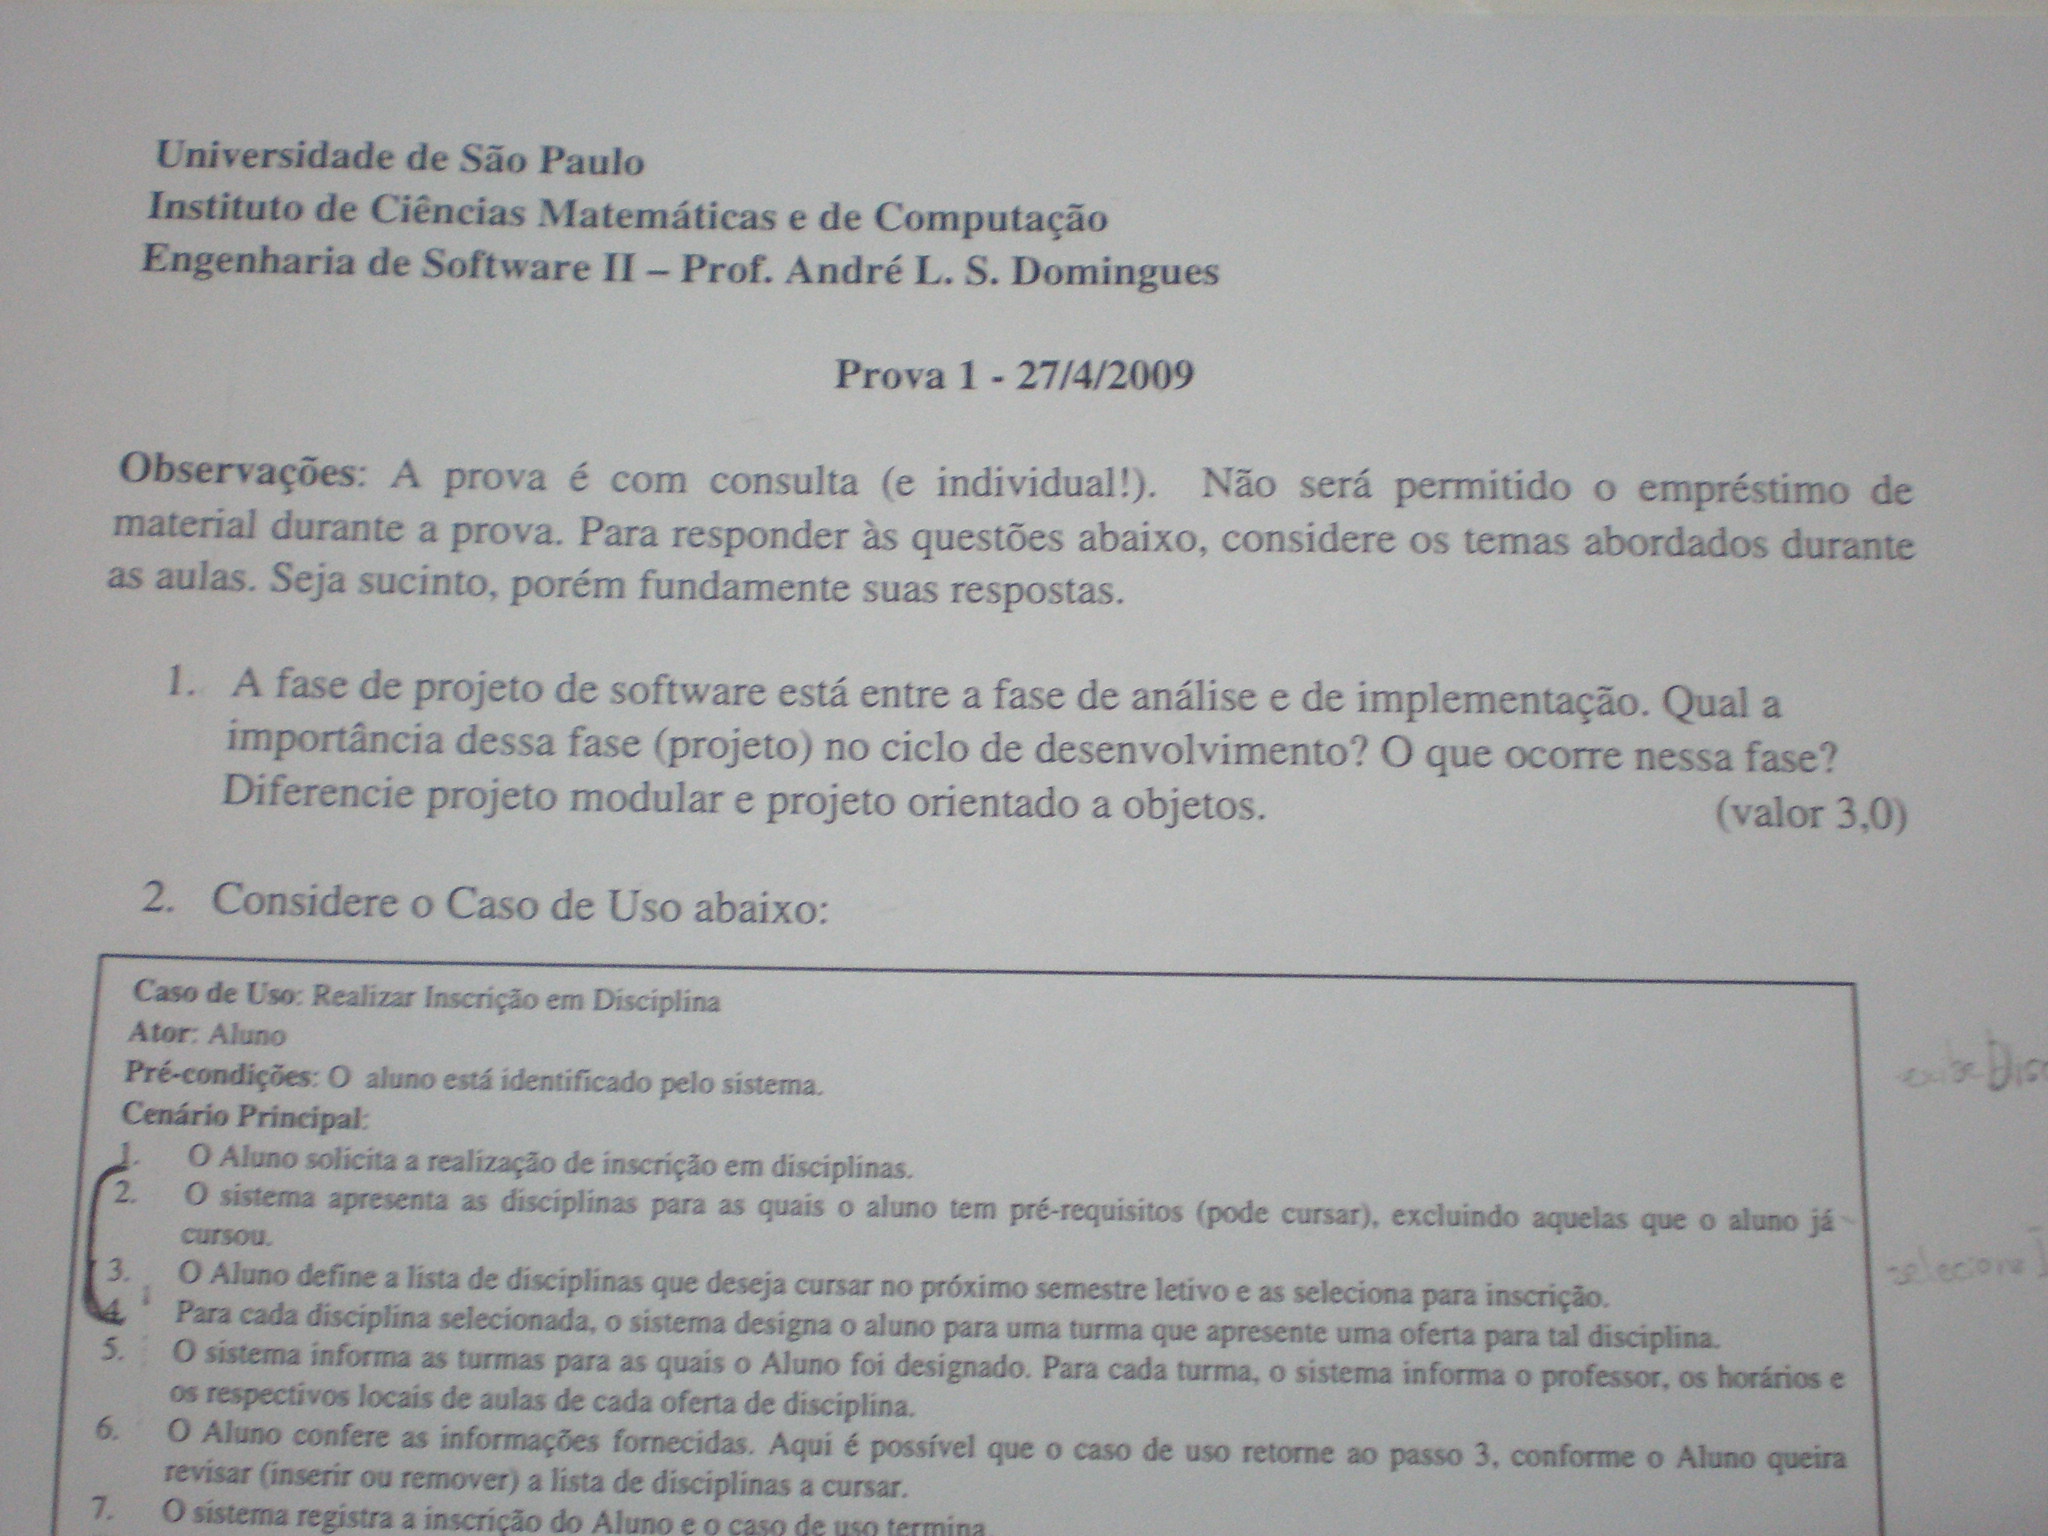 Universidade de São Paulo
Instituto de Ciências Matemáticas e de Computação
Engenharia de Software II – Prof. André L. S. Domingues
Prova 1 - 27/4/2009
Observações: A prova é com consulta (e individual!). Não será permitido o empréstimo de
material durante a prova. Para responder às questões abaixo, considere os temas abordados durante
as aulas. Seja sucinto, porém fundamente suas respostas.
1. A fase de projeto de software está entre a fase de análise e de implementação. Qual a
importância dessa fase (projeto) no ciclo de desenvolvimento? O que ocorre nessa fase?
Diferencie projeto modular e projeto orientado a objetos. (valor 3,0)
2. Considere o Caso de Uso abaixo:
Caso de Uso: Realizar Inscrição em Disciplina
Ator: Aluno
Pré-condições: O aluno está identificado pelo sistema.
Cenário Principal:
1. O Aluno solicita a realização de inscrição em disciplinas.
2. O sistema apresenta as disciplinas para as quais o aluno tem pré-requisitos (pode cursar), excluindo aquelas que o aluno já
cursou.
3. O Aluno define a lista de disciplinas que deseja cursar no próximo semestre letivo e as seleciona para inscrição.
4. Para cada disciplina selecionada, o sistema designa o aluno para uma turma que apresente uma oferta para tal disciplina.
5. O sistema informa as turmas para as quais o Aluno foi designado. Para cada turma, o sistema informa o professor, os horários e
os respectivos locais de aulas de cada oferta de disciplina.
6. O Aluno confere as informações fornecidas. Aqui é possível que o caso de uso retorne ao passo 3, conforme o Aluno queira
revisar (inserir ou remover) a lista de disciplinas a cursar.
7. O sistema registra a inscrição do Aluno e o caso de uso termina.